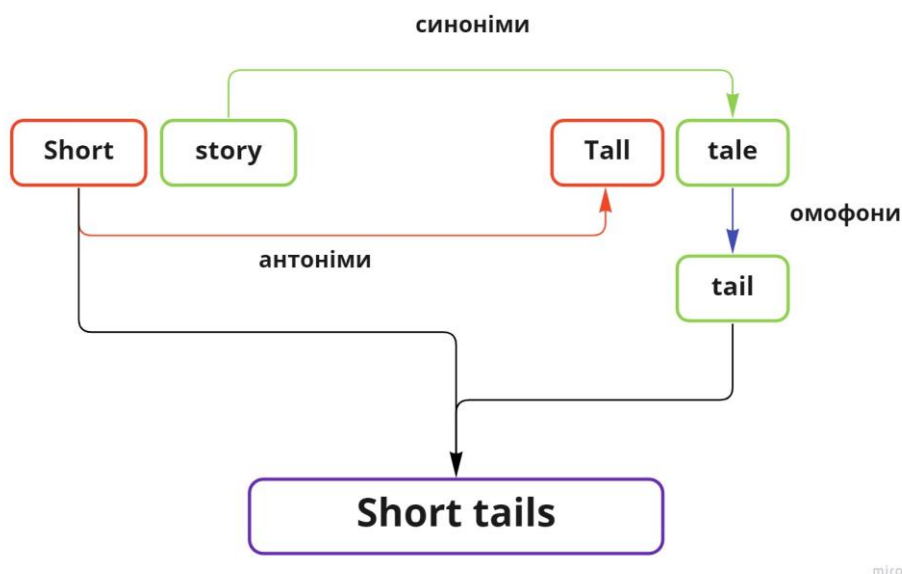 синоніми
Short story Tall tale
омофони
антоніми
tail
Short tails
miro